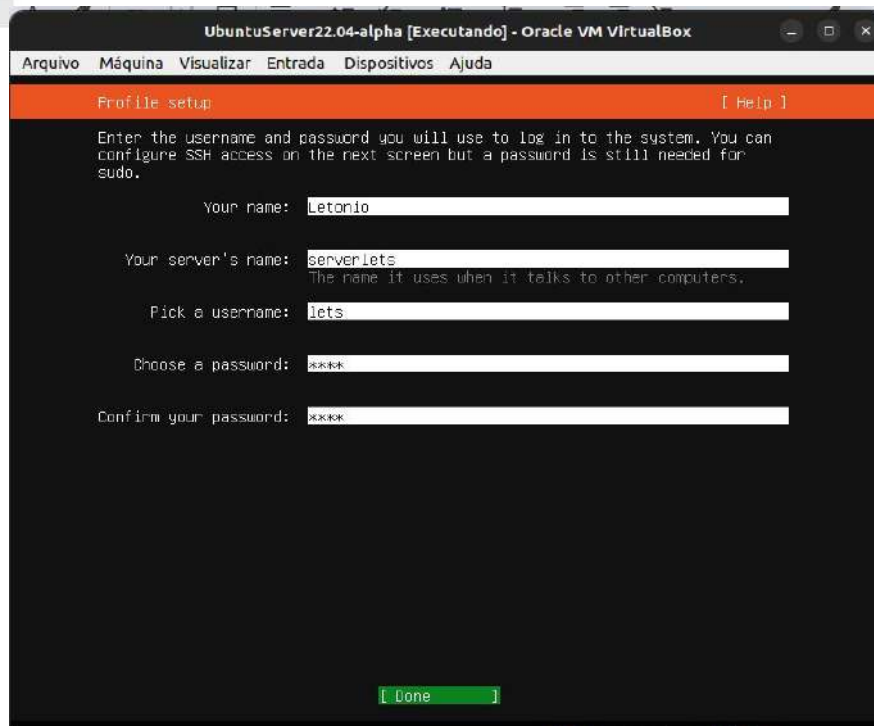 UbuntuServer22.04-alpha [Executando] - Oracle VM VirtualBox
Arquivo Máquina Visualizar Entrada Dispositivos Ajuda
Profile setup [ Help ]
Enter the username and password you will use to log in to the system. You can
configure SSH access on the next screen but a password is still needed for
sudo.
Your name: Letonio
Your server's name: serverlets
The name it uses when it talks to other computers.
Pick a username: lets
Choose a password: ****
Confirm your password: ****
[ Done ]